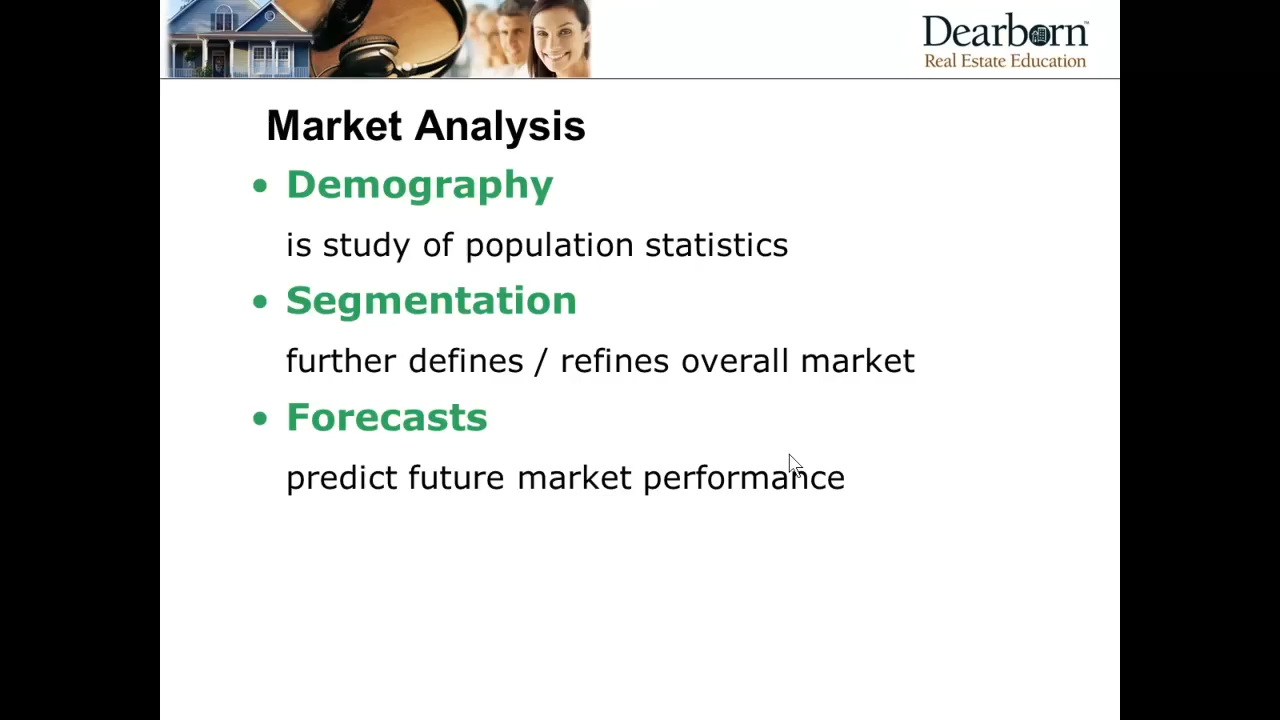 Dearborn™
Real Estate Education
Market Analysis
• Demography
is study of population statistics
• Segmentation
further defines / refines overall market
• Forecasts
predict future market performance